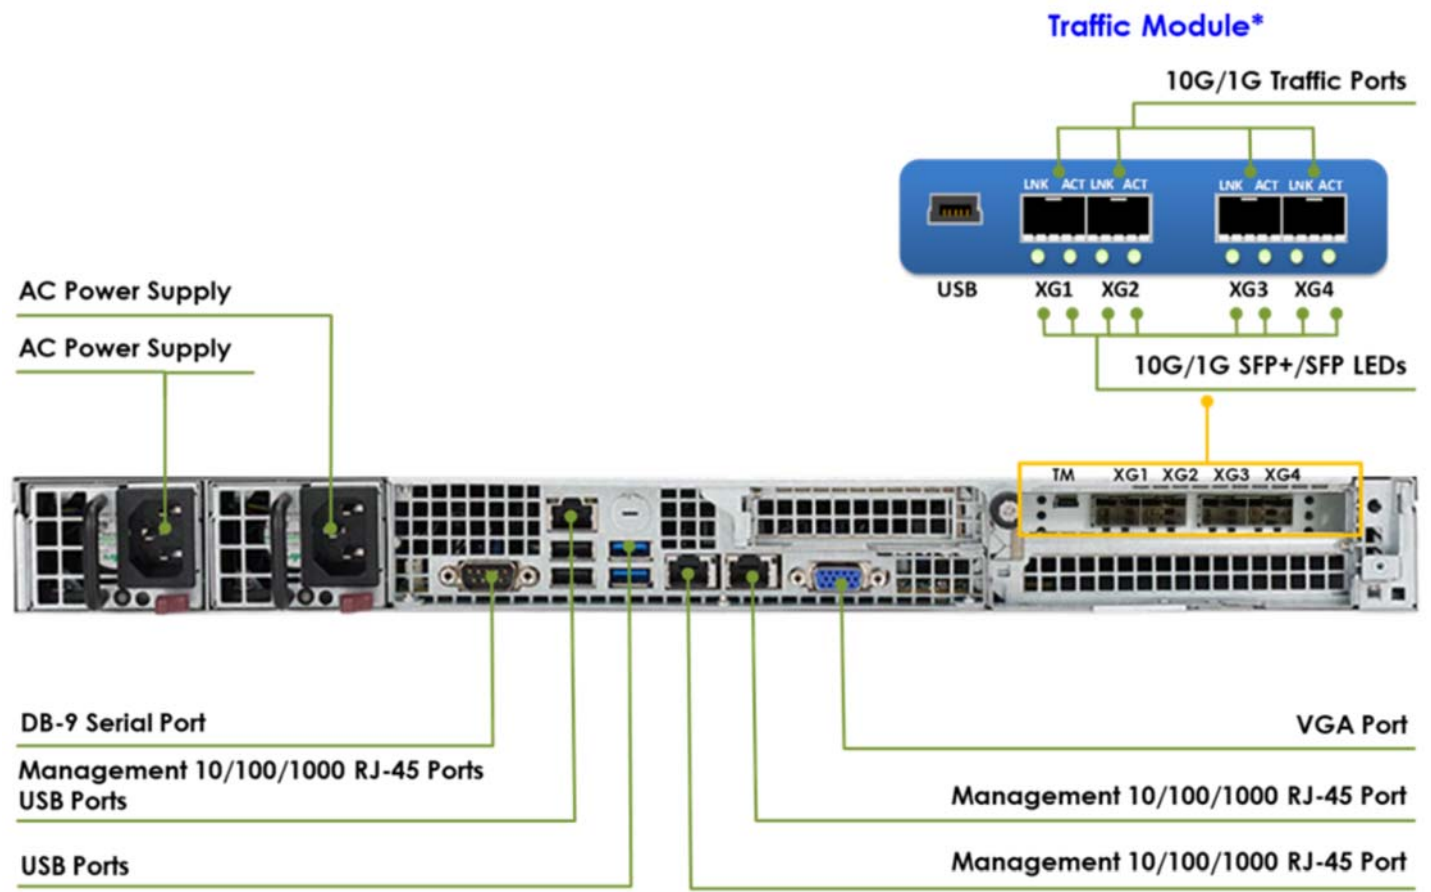 Traffic Module*
10G/1G Traffic Ports
LNK ACT LNK ACT LNK ACT LNK ACT
USB XG1 XG2 XG3 XG4
10G/1G SFP+/SFP LEDs
AC Power Supply
AC Power Supply
TM XG1 XG2 XG3 XG4
DB-9 Serial Port
Management 10/100/1000 RJ-45 Ports
USB Ports
USB Ports
VGA Port
Management 10/100/1000 RJ-45 Port
Management 10/100/1000 RJ-45 Port